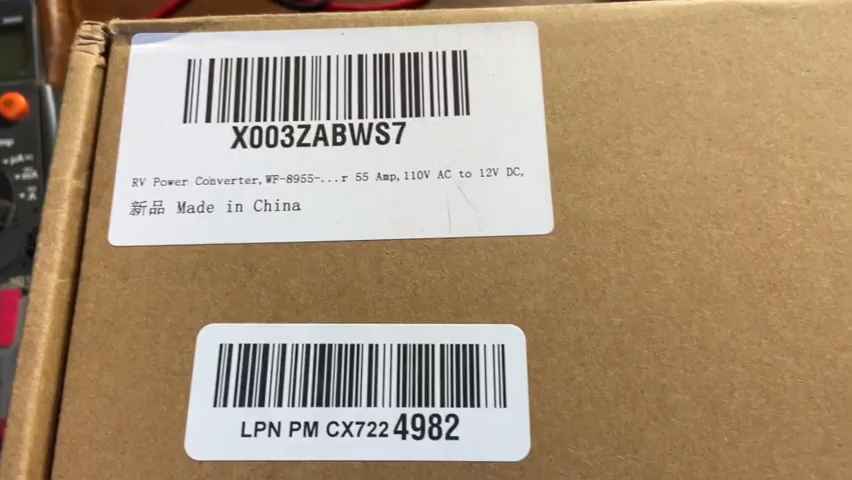 X003ZABWS7
RV Power Converter,WF-8955-...r 55 Amp,110V AC to 12V DC,
新品 Made in China
LPN PM CX722 4982